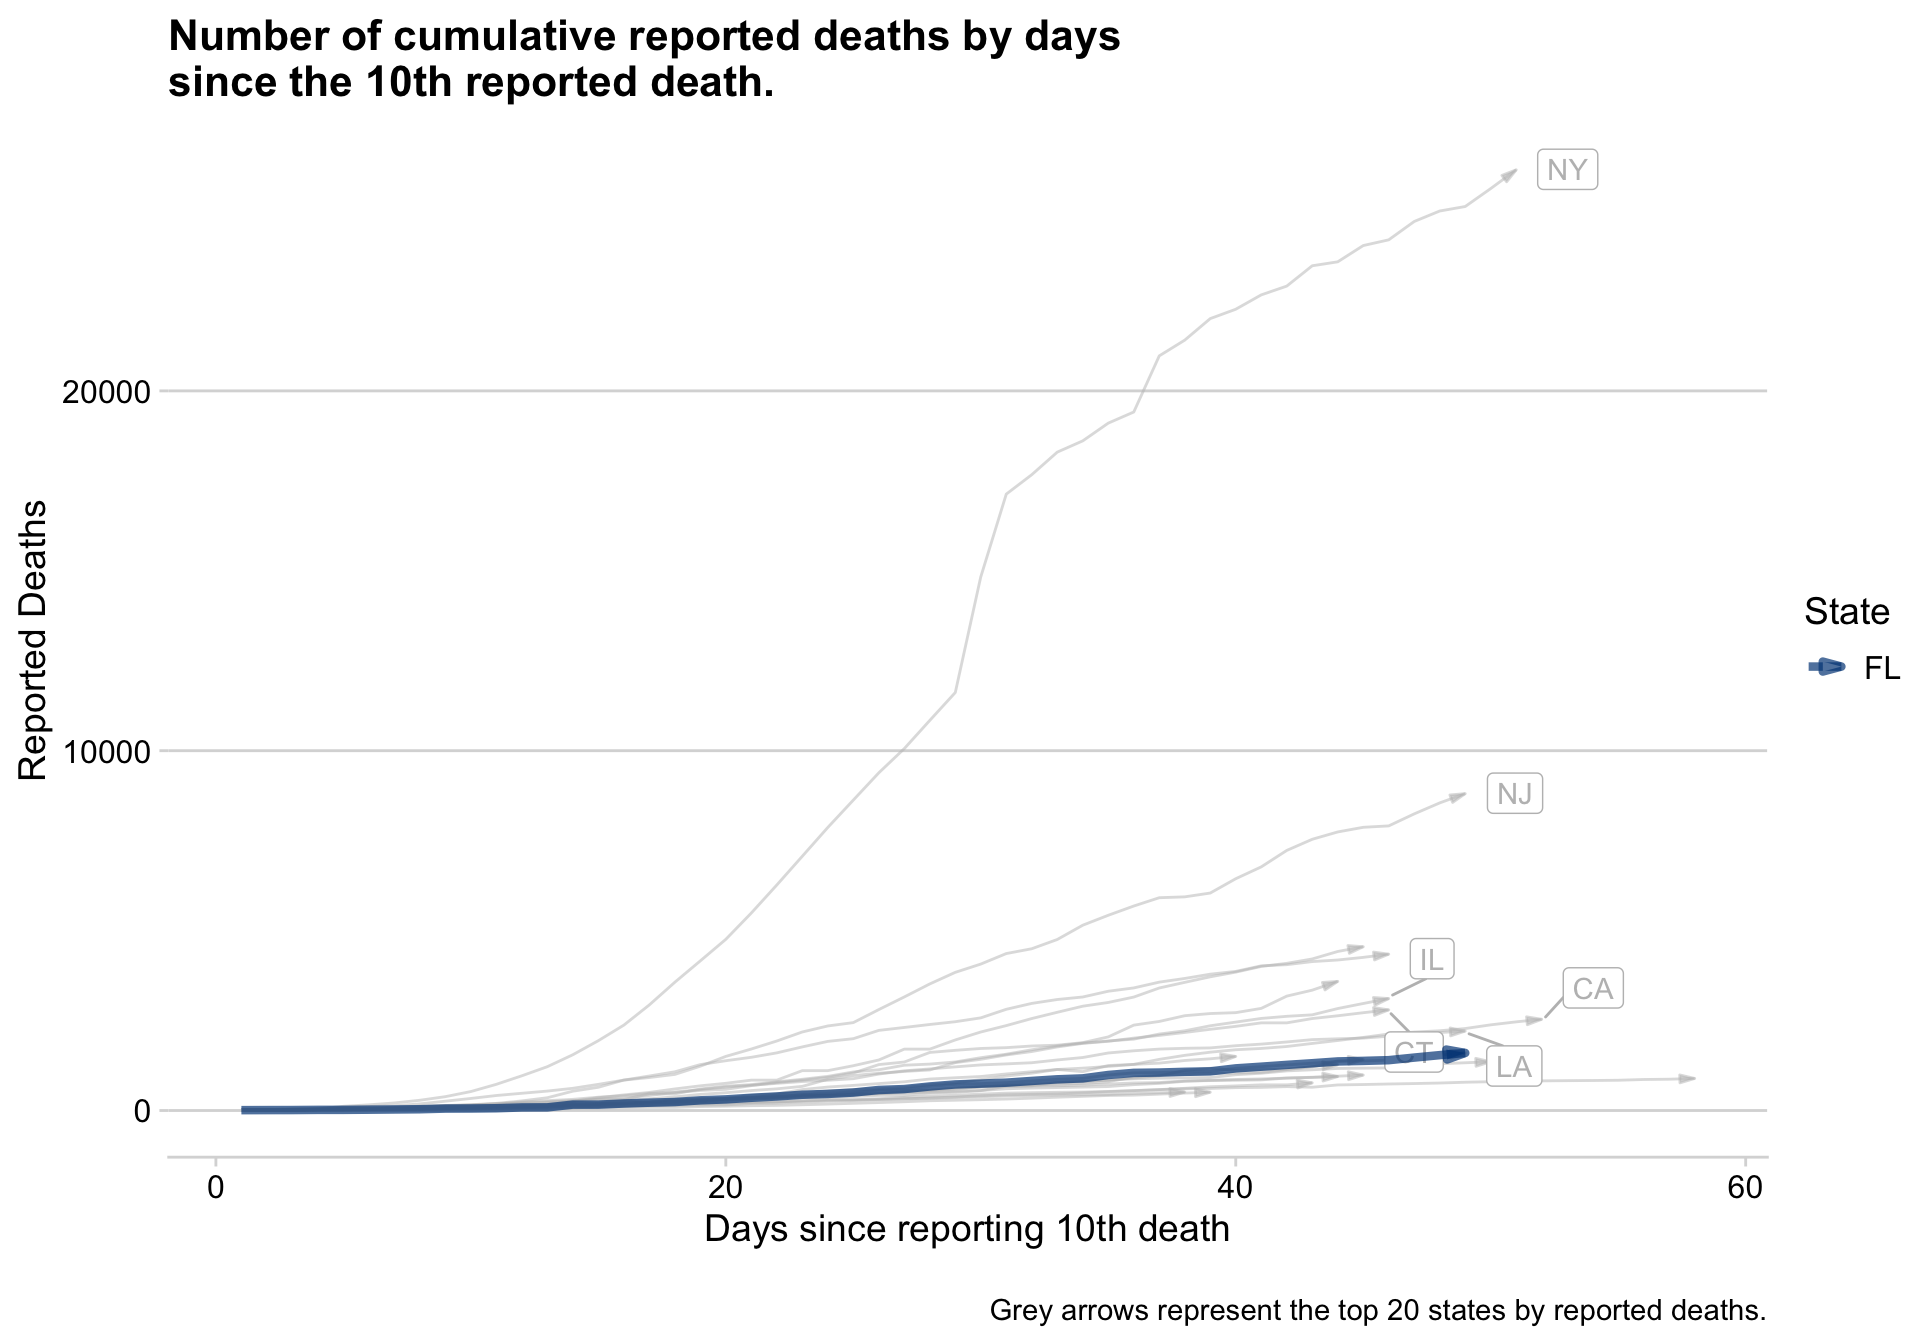 Number of cumulative reported deaths by days
since the 10th reported death.
NY
20000
Reported Deaths
State
FL
10000
NJ
IL
CA
CT
LA
0
0 20 40 60
Days since reporting 10th death
Grey arrows represent the top 20 states by reported deaths.